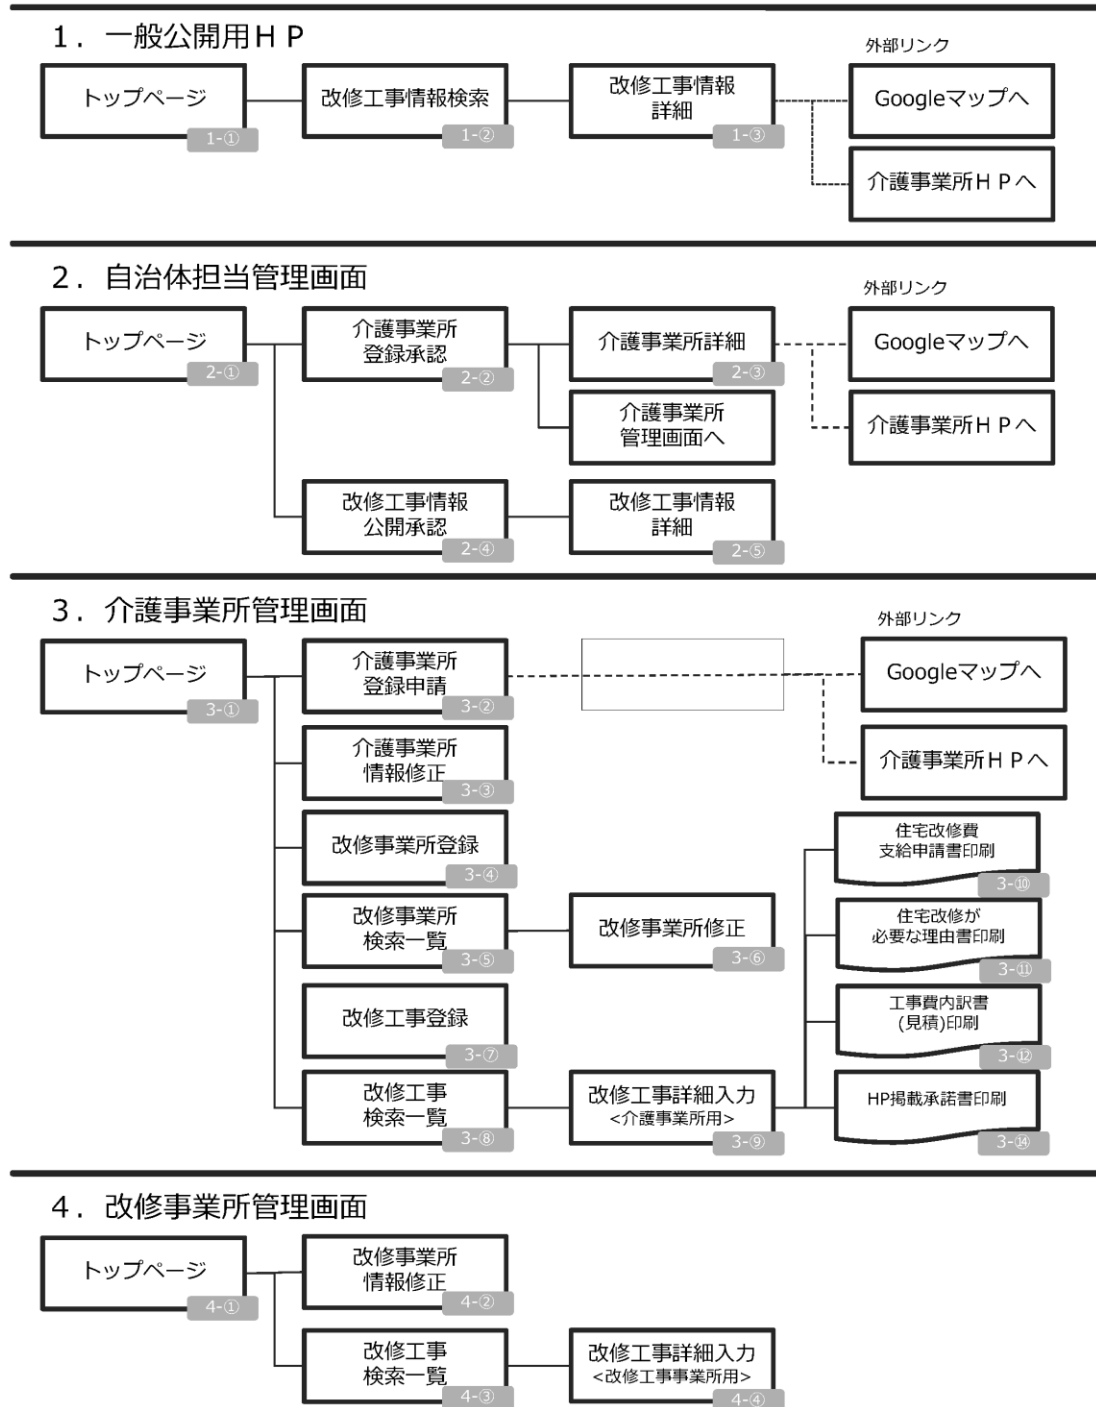 1．一般公開用ＨＰ
外部リンク
トップページ
1-①
改修工事情報検索
1-②
改修工事情報
詳細
1-③
Googleマップへ
介護事業所ＨＰへ
2．自治体担当管理画面
外部リンク
トップページ
2-①
介護事業所
登録承認
2-②
介護事業所詳細
2-③
Googleマップへ
介護事業所
管理画面へ
介護事業所ＨＰへ
改修工事情報
公開承認
2-④
改修工事情報
詳細
2-⑤
3．介護事業所管理画面
外部リンク
トップページ
3-①
介護事業所
登録申請
3-②
Googleマップへ
介護事業所
情報修正
3-③
介護事業所ＨＰへ
改修事業所登録
3-④
住宅改修費
支給申請書印刷
3-⑩
改修事業所
検索一覧
3-⑤
改修事業所修正
3-⑥
住宅改修が
必要な理由書印刷
3-⑪
改修工事登録
3-⑦
工事費内訳書
(見積)印刷
3-⑫
改修工事
検索一覧
3-⑧
改修工事詳細入力
<介護事業所用>
3-⑨
HP掲載承諾書印刷
3-⑭
4．改修事業所管理画面
トップページ
4-①
改修事業所
情報修正
4-②
改修工事
検索一覧
4-③
改修工事詳細入力
<改修工事事業所用>
4-④